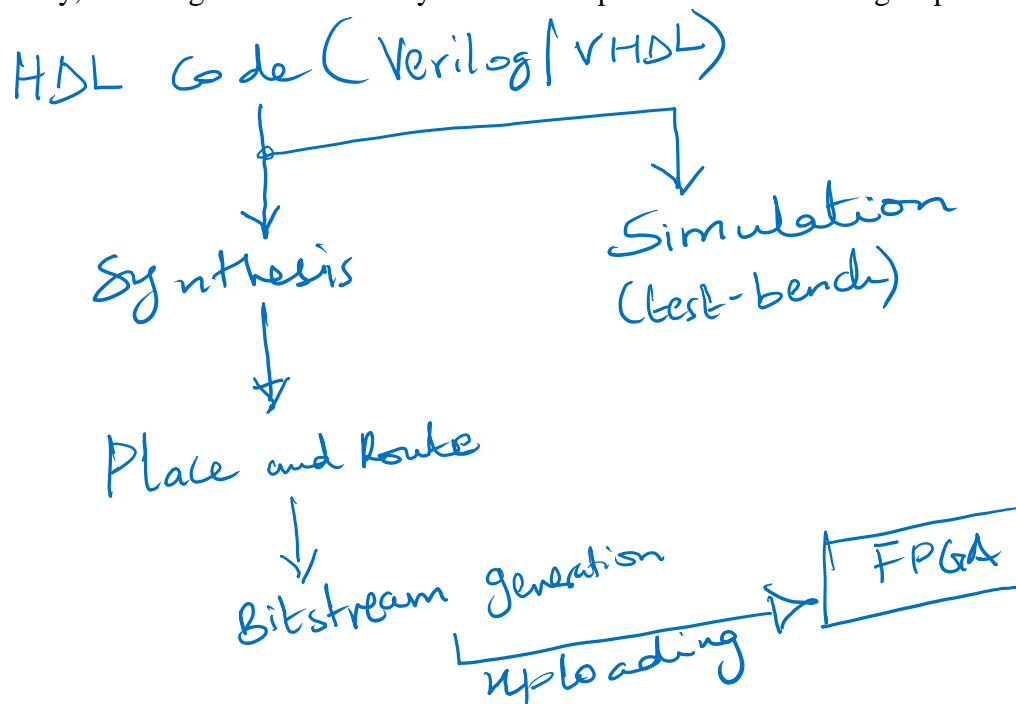 HDL Code (Verilog/VHDL)
Synthesis
Simulation
(test-bench)
Place and Route
Bitstream generation
FPGA
uploading